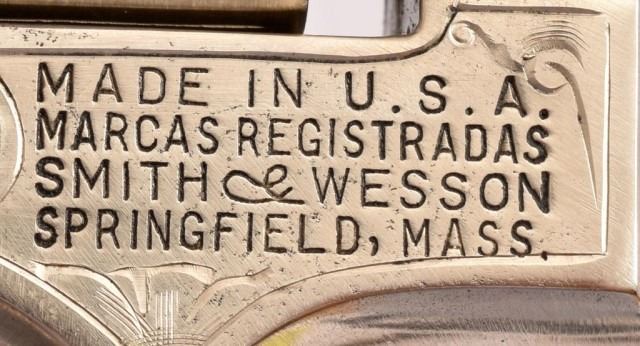 MADE IN U.S.A.
MARCAS REGISTRADAS
SMITH & WESSON
SPRINGFIELD, MASS.